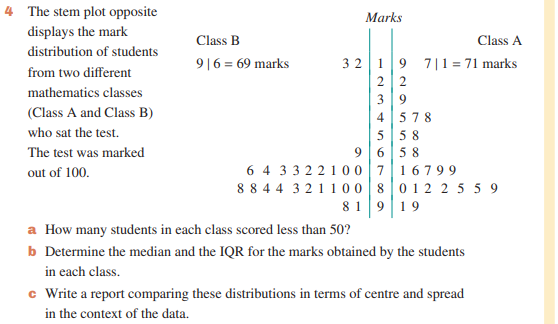 4 The stem plot opposite
displays the mark
distribution of students
from two different
mathematics classes
(Class A and Class B)
who sat the test.
The test was marked
out of 100.
Marks
Class B Class A
9|6 = 69 marks 3 2 | 1 | 9 7|1 = 71 marks
2 | 2 | 2
| 3 | 9
| 4 | 5 7 8
| 5 | 5 8
9 | 6 | 5 8
6 4 3 3 2 2 1 0 0 | 7 | 1 6 7 9 9
8 8 4 4 3 2 1 1 0 0 | 8 | 0 1 2 2 5 5 9
8 1 | 9 | 1 9
a How many students in each class scored less than 50?
b Determine the median and the IQR for the marks obtained by the students
in each class.
c Write a report comparing these distributions in terms of centre and spread
in the context of the data.